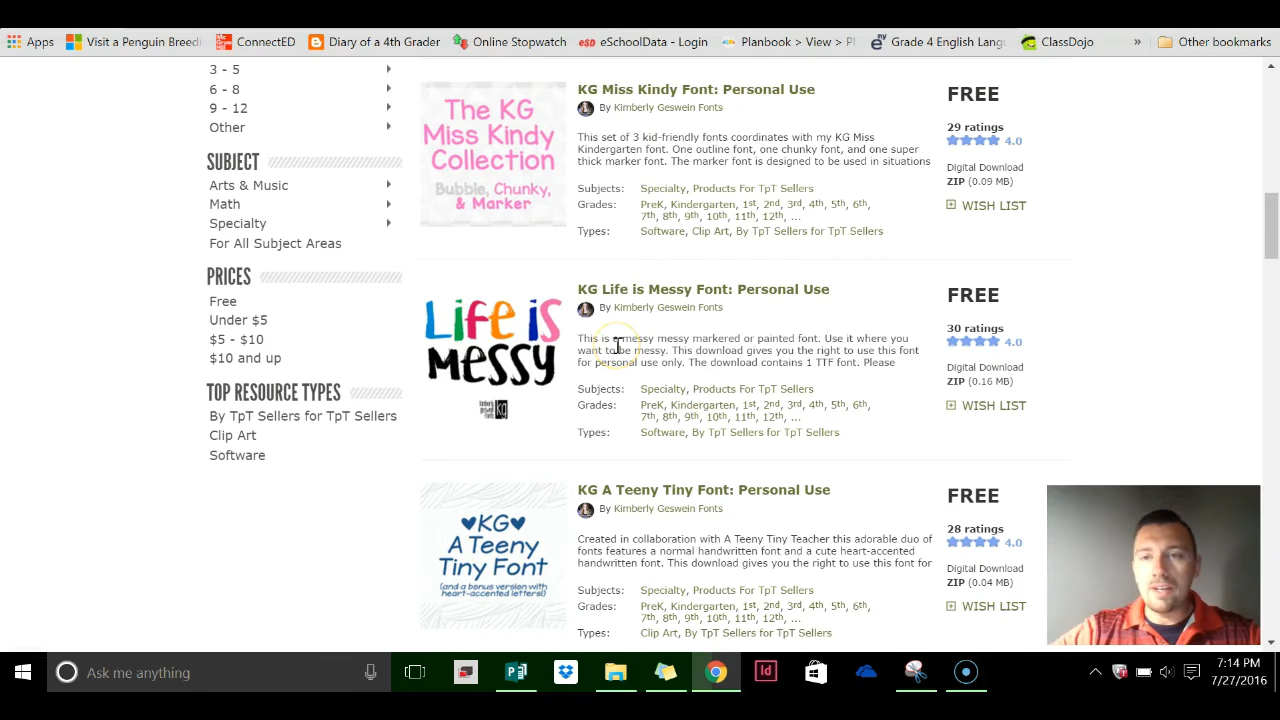 Apps
Visit a Penguin Breedi
ConnectED
Diary of a 4th Grader
Online Stopwatch
esd eSchoolData - Login
Planbook > View > Pl
Grade 4 English Lang
ClassDojo
»
Other bookmarks
3 - 5
6 - 8
9 - 12
Other
SUBJECT
Arts & Music
Math
Specialty
For All Subject Areas
PRICES
Free
Under $5
$5 - $10
$10 and up
TOP RESOURCE TYPES
By TpT Sellers for TpT Sellers
Clip Art
Software
The KG
Miss Kindy
Collection
Bubble, Chunky,
& Marker
KG Miss Kindy Font: Personal Use
By Kimberly Geswein Fonts
This set of 3 kid-friendly fonts coordinates with my KG Miss
Kindergarten font. One outline font, one chunky font, and one super
thick marker font. The marker font is designed to be used in situations
Subjects: Specialty, Products For TpT Sellers
Grades: PreK, Kindergarten, 1st, 2nd, 3rd, 4th, 5th, 6th,
7th, 8th, 9th, 10th, 11th, 12th, ...
Types: Software, Clip Art, By TpT Sellers for TpT Sellers
FREE
29 ratings
4.0
Digital Download
ZIP (0.09 MB)
WISH LIST
LiFe iS
MeSSY
kg
KG Life is Messy Font: Personal Use
By Kimberly Geswein Fonts
This is a messy messy markered or painted font. Use it where you
want to be messy. This download gives you the right to use this font
for personal use only. The download contains 1 TTF font. Please
Subjects: Specialty, Products For TpT Sellers
Grades: PreK, Kindergarten, 1st, 2nd, 3rd, 4th, 5th, 6th,
7th, 8th, 9th, 10th, 11th, 12th, ...
Types: Software, By TpT Sellers for TpT Sellers
FREE
30 ratings
4.0
Digital Download
ZIP (0.16 MB)
WISH LIST
KG
A Teeny
Tiny Font
(and a bonus version with
heart-accented letters!)
KG A Teeny Tiny Font: Personal Use
By Kimberly Geswein Fonts
Created in collaboration with A Teeny Tiny Teacher this adorable duo of
fonts features a normal handwritten font and a cute heart-accented
handwritten font. This download gives you the right to use this font for
Subjects: Specialty, Products For TpT Sellers
Grades: PreK, Kindergarten, 1st, 2nd, 3rd, 4th, 5th, 6th,
7th, 8th, 9th, 10th, 11th, 12th, ...
Types: Clip Art, By TpT Sellers for TpT Sellers
FREE
28 ratings
4.0
Digital Download
ZIP (0.04 MB)
WISH LIST
Ask me anything
Id
7:14 PM
7/27/2016